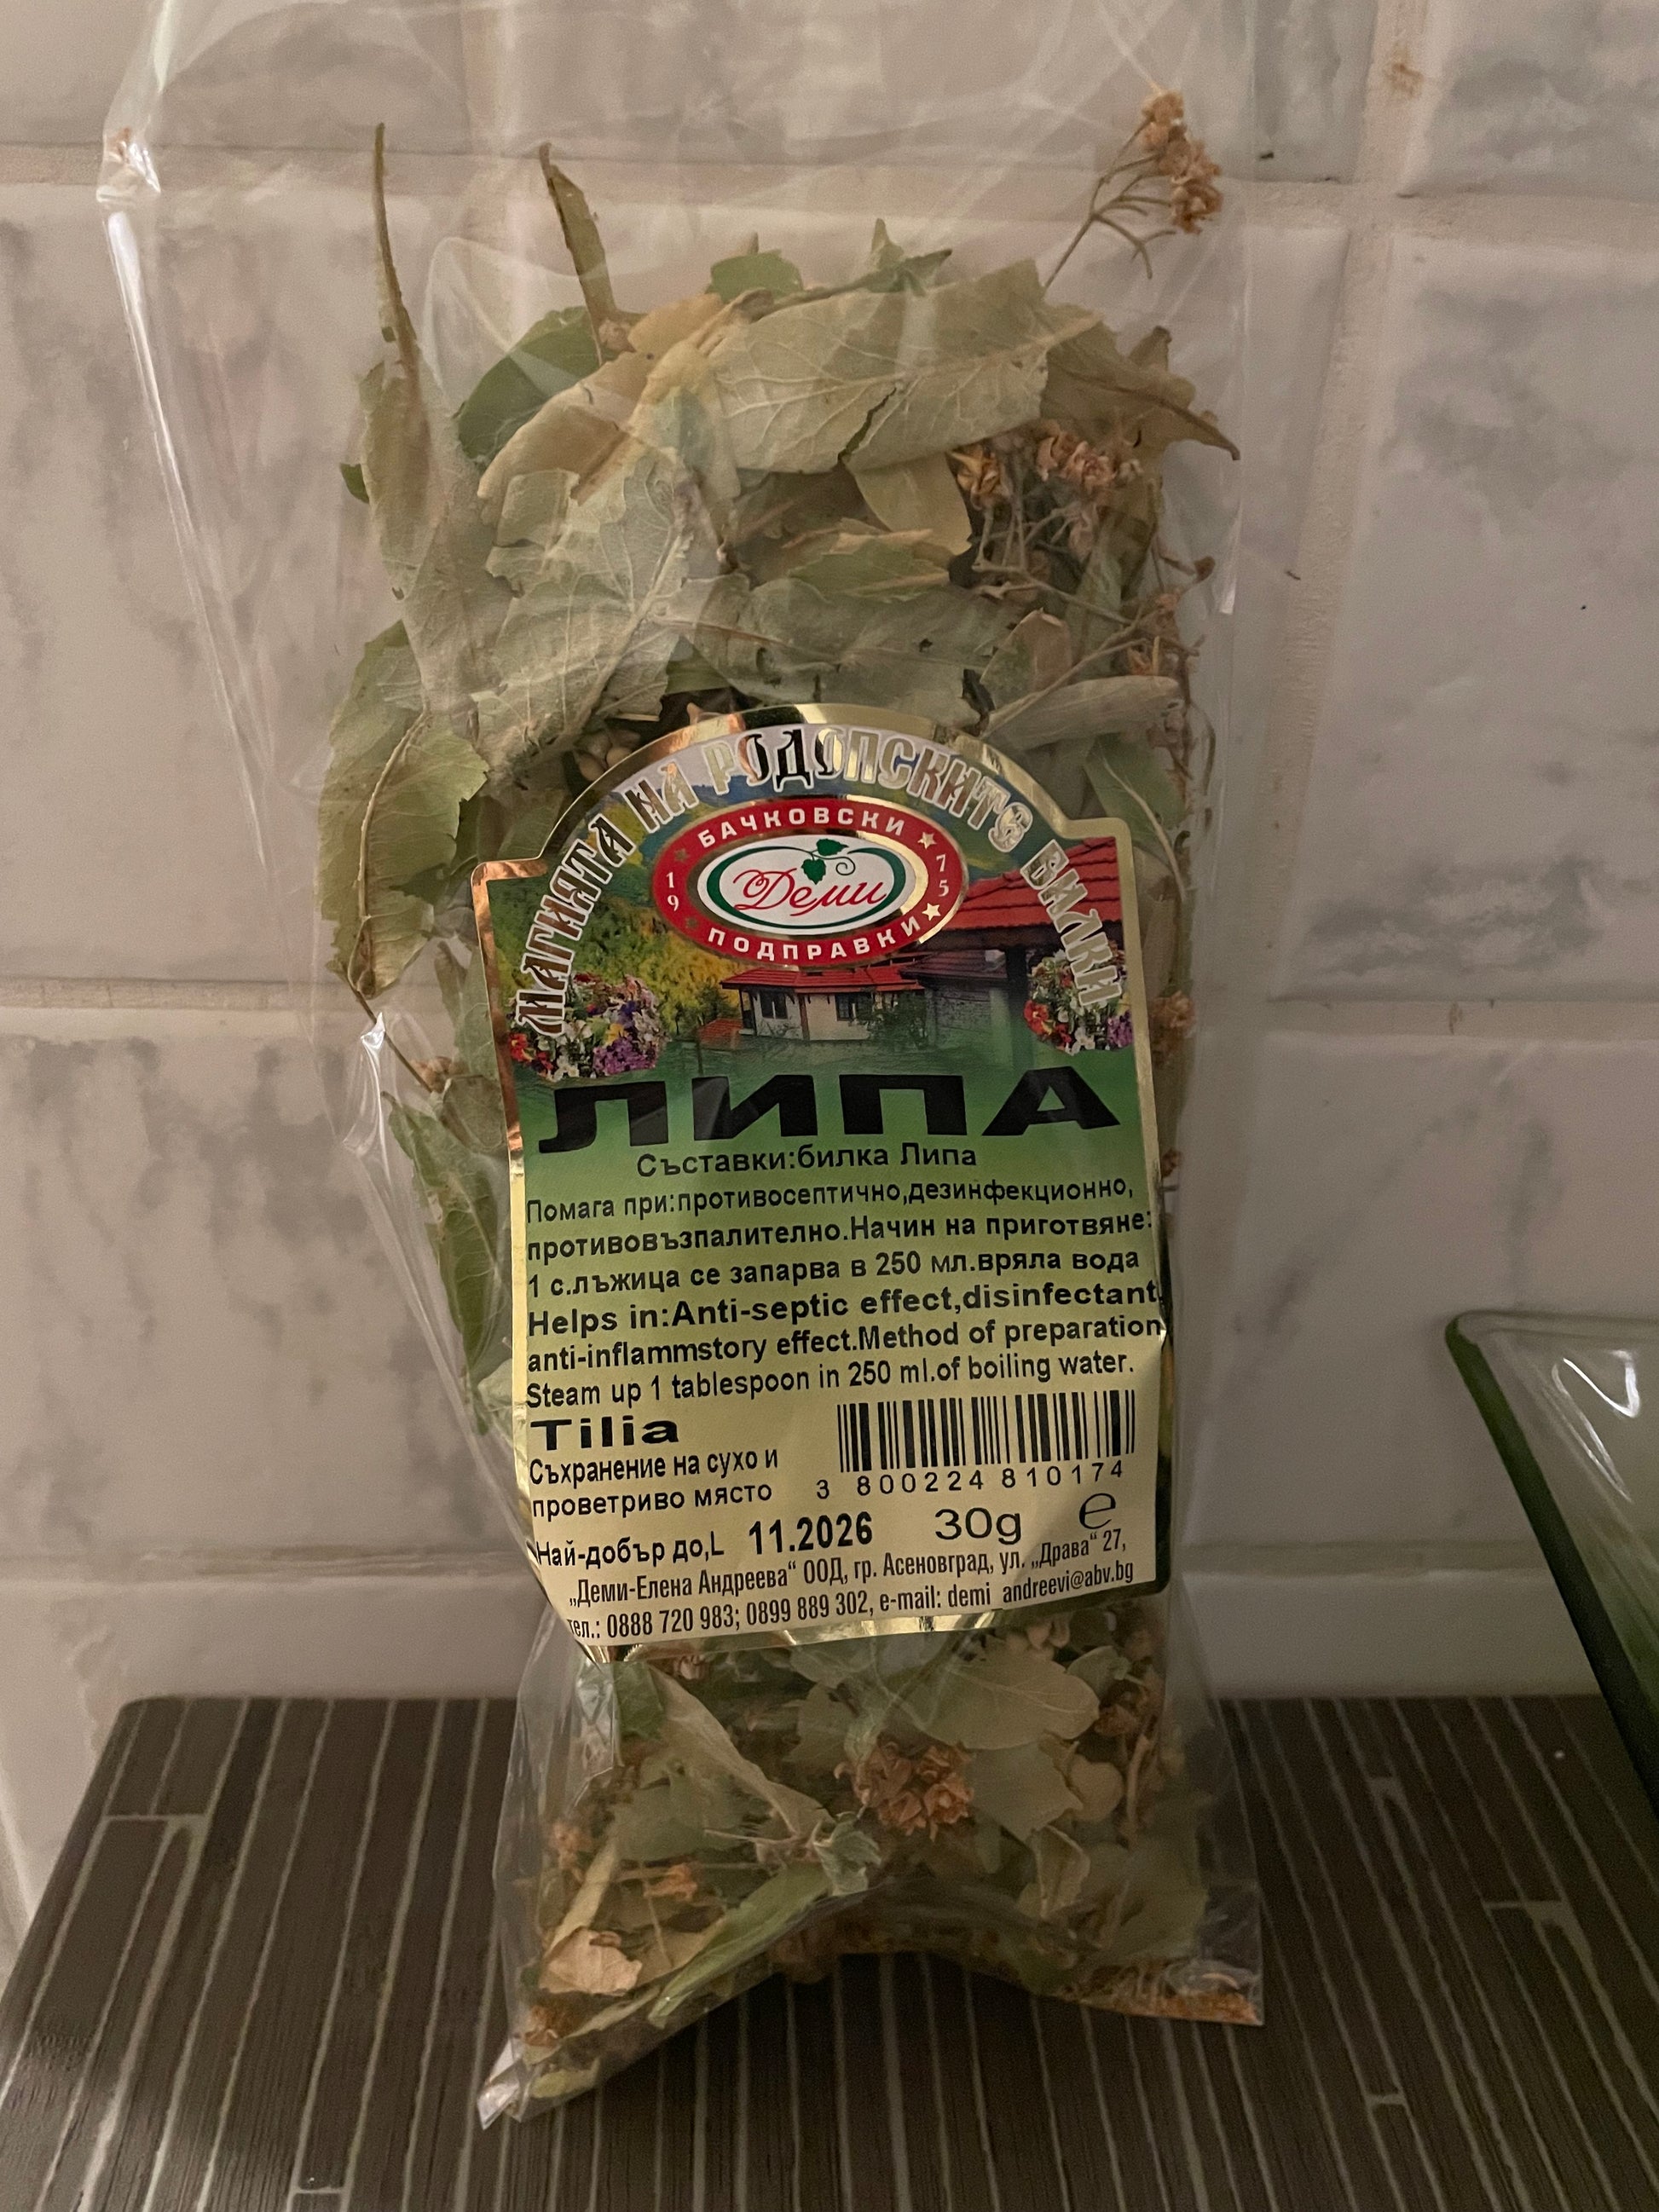 МАГИЯТА НА РОДОПСКИТЕ БИЛКИ
БАЧКОВСКИ
19 75
Деми
ПОДПРАВКИ
ЛИПА
Съставки:билка Липа
Помага при:противосептично,дезинфекционно,
противовъзпалително.Начин на приготвяне:
1 с.лъжица се запарва в 250 мл.вряла вода
Helps in:Anti-septic effect,disinfectant,
anti-inflammstory effect.Method of preparation
Steam up 1 tablespoon in 250 ml.of boiling water.
Tilia
Съхранение на сухо и
проветриво място
3 800224 810174
Най-добър до,L 11.2026 30g e
„Деми-Елена Андреева“ ООД, гр. Асеновград, ул. „Драва“ 27,
тел.: 0888 720 983; 0899 889 302, e-mail: demi_andreevi@abv.bg